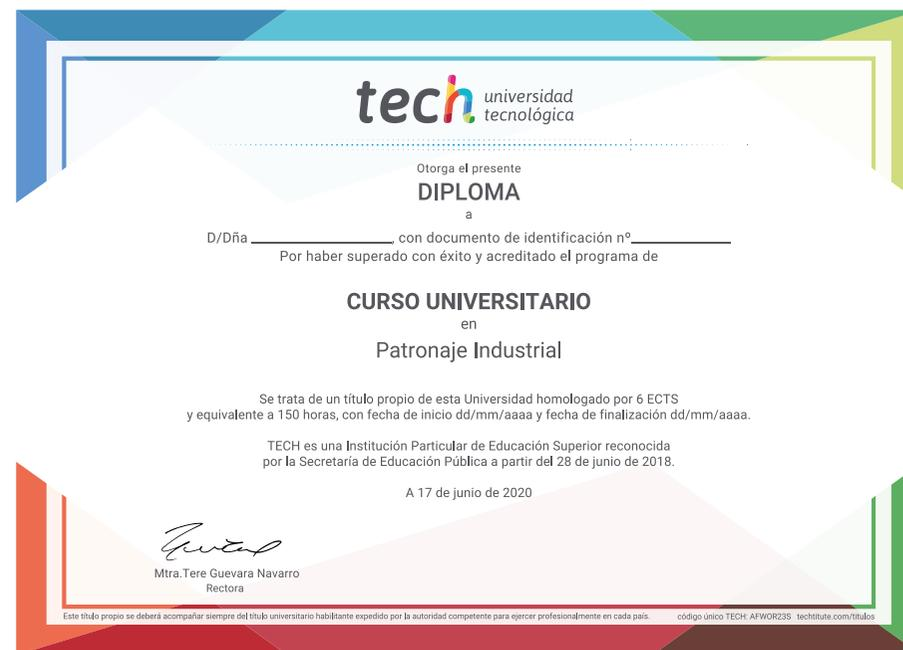 tech universidad
tecnológica
Otorga el presente
DIPLOMA
a
D/Dña ______________, con documento de identificación nº__________
Por haber superado con éxito y acreditado el programa de
CURSO UNIVERSITARIO
en
Patronaje Industrial
Se trata de un título propio de esta Universidad homologado por 6 ECTS
y equivalente a 150 horas, con fecha de inicio dd/mm/aaaa y fecha de finalización dd/mm/aaaa.
TECH es una Institución Particular de Educación Superior reconocida
por la Secretaría de Educación Pública a partir del 28 de junio de 2018.
A 17 de junio de 2020
Mtra.Tere Guevara Navarro
Rectora
Este título propio se deberá acompañar siempre del título universitario habilitante expedido por la autoridad competente para ejercer profesionalmente en cada país. código único TECH: AFWOR23S techtitute.com/titulos